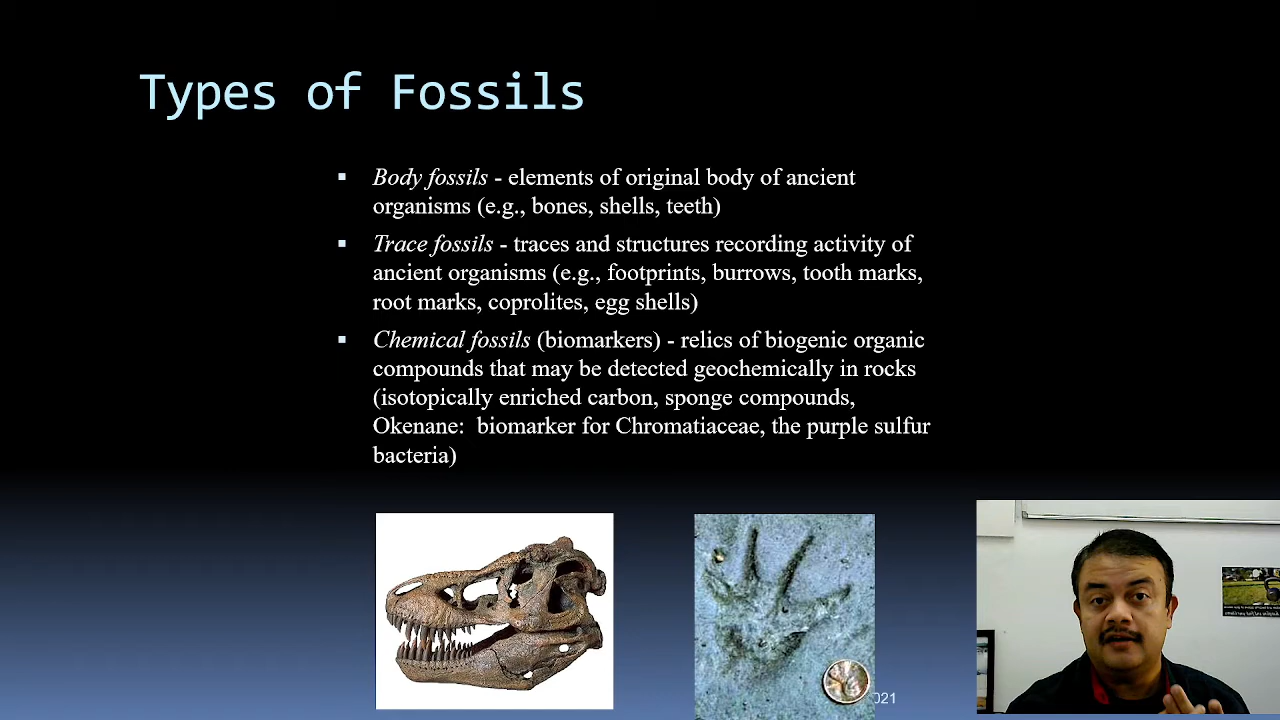 Types of Fossils
▪ Body fossils - elements of original body of ancient
organisms (e.g., bones, shells, teeth)
▪ Trace fossils - traces and structures recording activity of
ancient organisms (e.g., footprints, burrows, tooth marks,
root marks, coprolites, egg shells)
▪ Chemical fossils (biomarkers) - relics of biogenic organic
compounds that may be detected geochemically in rocks
(isotopically enriched carbon, sponge compounds,
Okenane: biomarker for Chromatiaceae, the purple sulfur
bacteria)
021